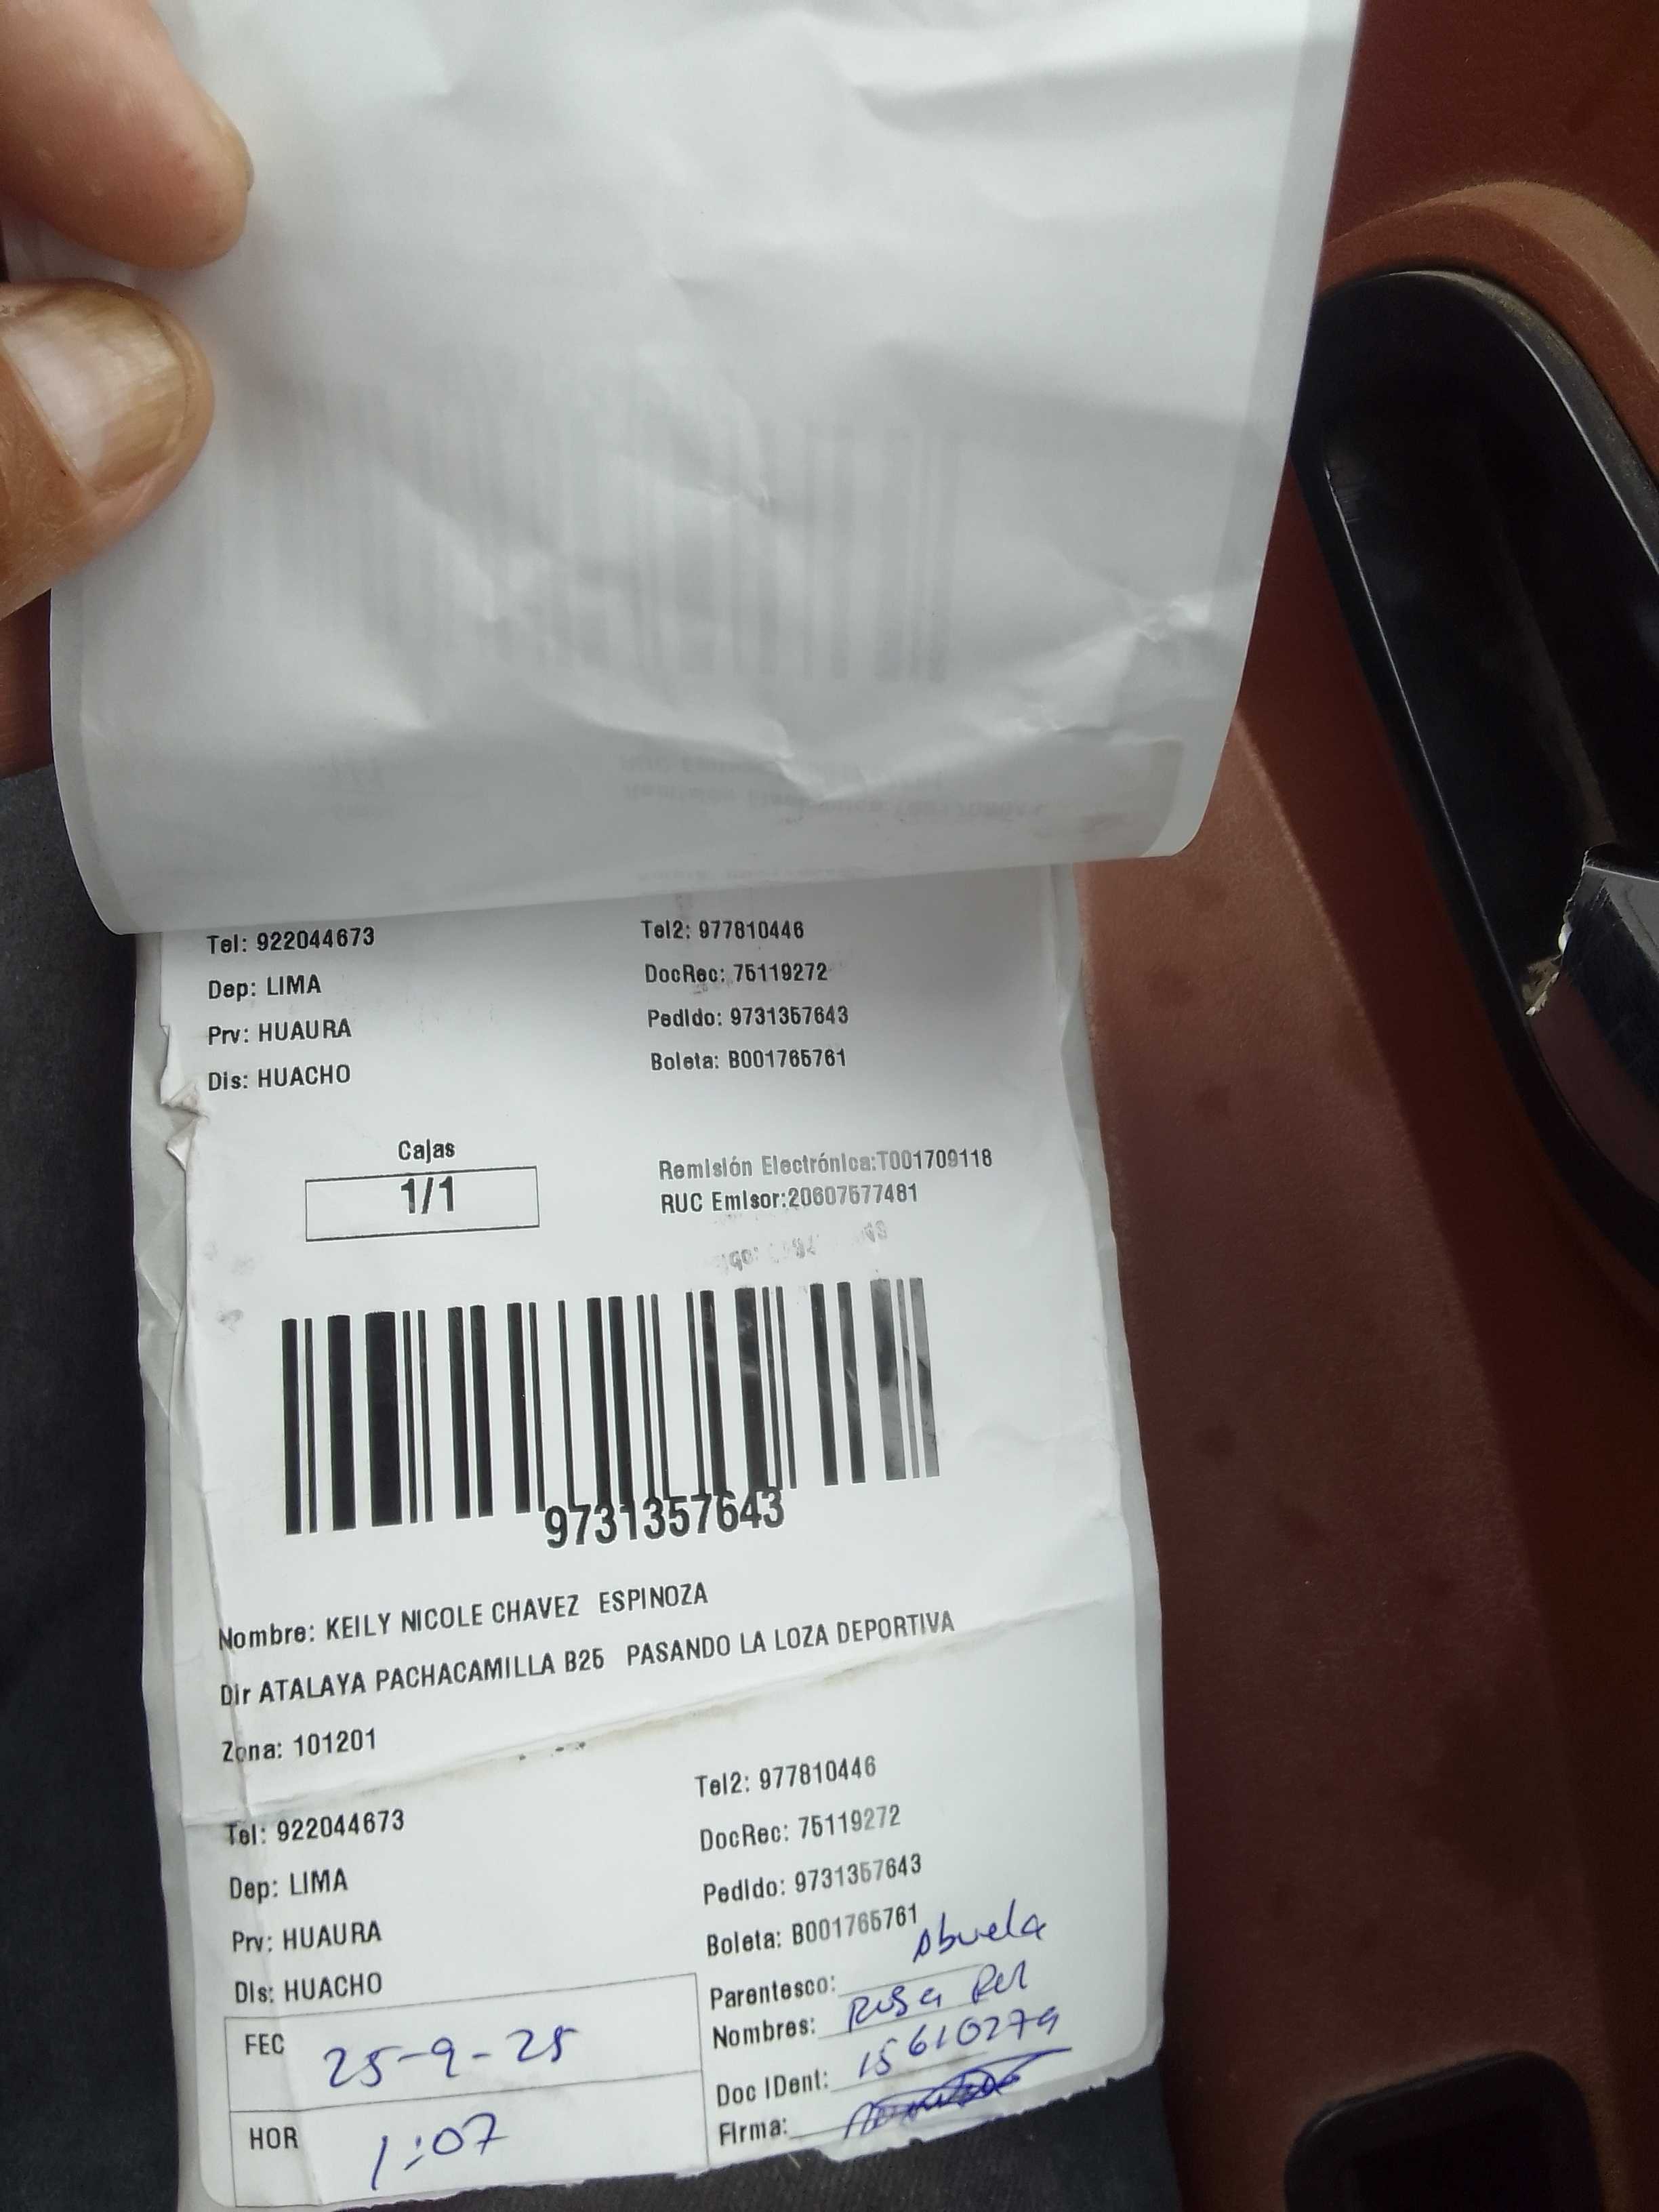 Tel: 922044673 Tel2: 977810446
Dep: LIMA DocRec: 75119272
Prv: HUAURA Pedido: 9731357643
Dis: HUACHO Boleta: B001765761
Cajas
1/1
Remisión Electrónica:T001709118
RUC Emisor:20607577481
9731357643
Nombre: KEILY NICOLE CHAVEZ ESPINOZA
Dir ATALAYA PACHACAMILLA B25 PASANDO LA LOZA DEPORTIVA
Zona: 101201
Tel: 922044673 Tel2: 977810446
Dep: LIMA DocRec: 75119272
Prv: HUAURA Pedido: 9731357643
Dis: HUACHO Boleta: B001765761
Parentesco: Abuela
Nombres: Rosa
Doc IDent: 15610279
Firma:
FEC 25-9-25
HOR 1:07